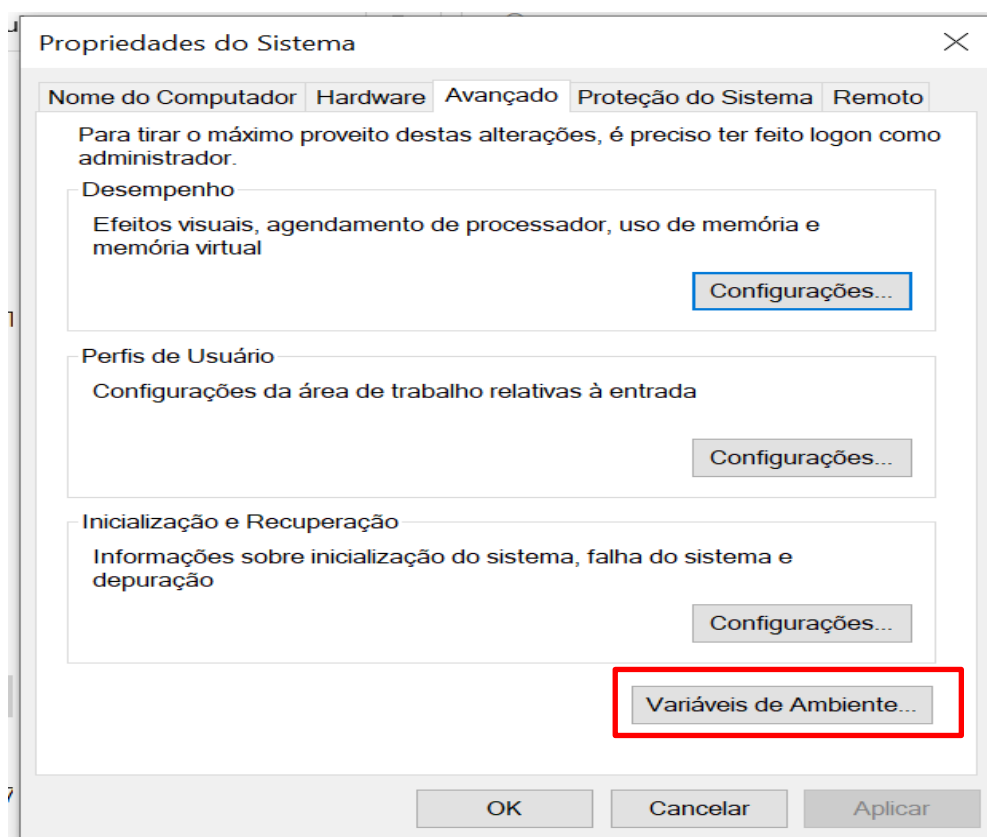 Propriedades do Sistema
Nome do Computador Hardware Avançado Proteção do Sistema Remoto
Para tirar o máximo proveito destas alterações, é preciso ter feito logon como
administrador.
Desempenho
Efeitos visuais, agendamento de processador, uso de memória e
memória virtual
Configurações...
Perfis de Usuário
Configurações da área de trabalho relativas à entrada
Configurações...
Inicialização e Recuperação
Informações sobre inicialização do sistema, falha do sistema e
depuração
Configurações...
Variáveis de Ambiente...
OK Cancelar Aplicar